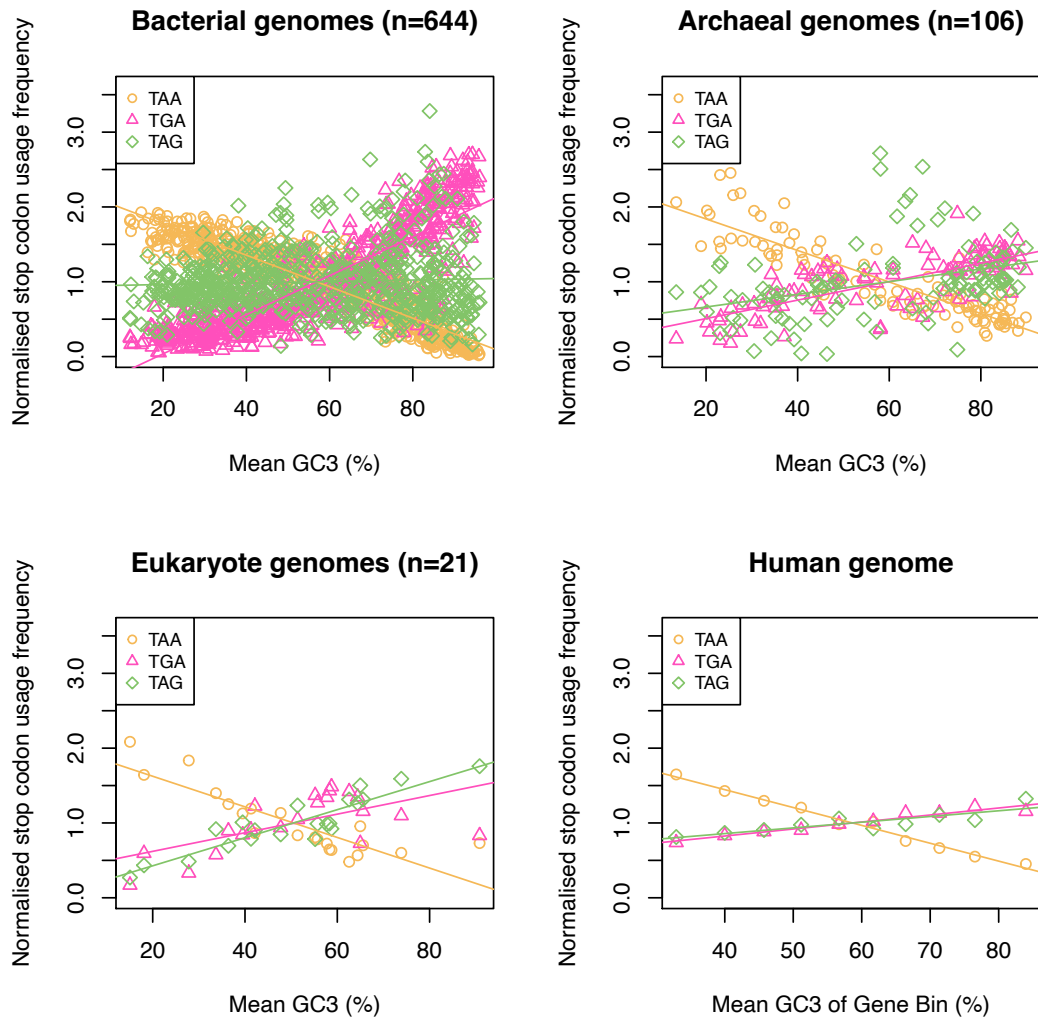 Bacterial genomes (n=644)
Normalised stop codon usage frequency
0.0 1.0 2.0 3.0
TAA
TGA
TAG
20 40 60 80
Mean GC3 (%)
Archaeal genomes (n=106)
Normalised stop codon usage frequency
0.0 1.0 2.0 3.0
TAA
TGA
TAG
20 40 60 80
Mean GC3 (%)
Eukaryote genomes (n=21)
Normalised stop codon usage frequency
0.0 1.0 2.0 3.0
TAA
TGA
TAG
20 40 60 80
Mean GC3 (%)
Human genome
Normalised stop codon usage frequency
0.0 1.0 2.0 3.0
TAA
TGA
TAG
40 50 60 70 80
Mean GC3 of Gene Bin (%)